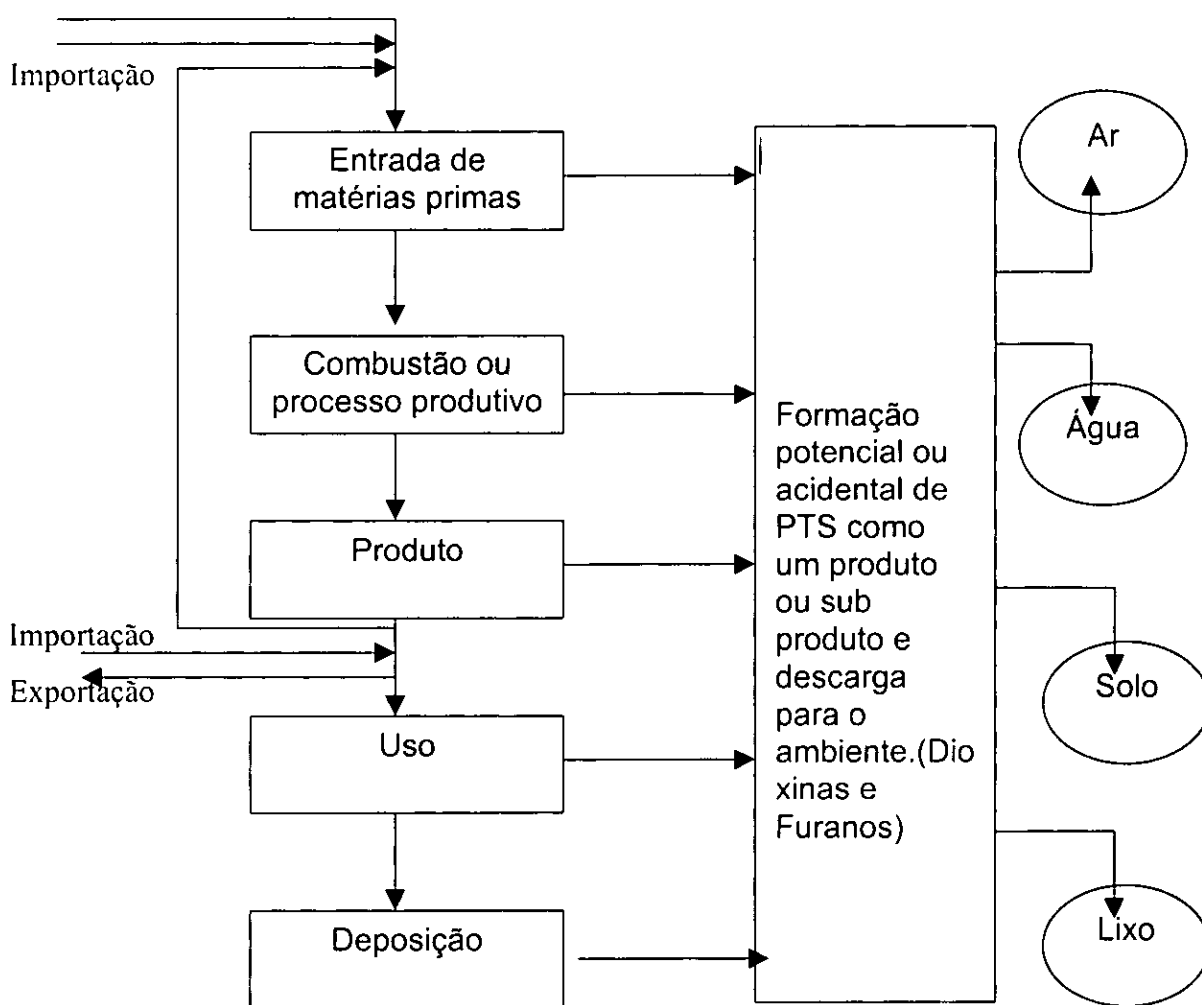 Importação
Entrada de
matérias primas
Combustão ou
processo produtivo
Produto
Importação
Exportação
Uso
Deposição
Formação
potencial ou
acidental de
PTS como
um produto
ou sub
produto e
descarga
para o
ambiente.(Dio
xinas e
Furanos)
Ar
Água
Solo
Lixo